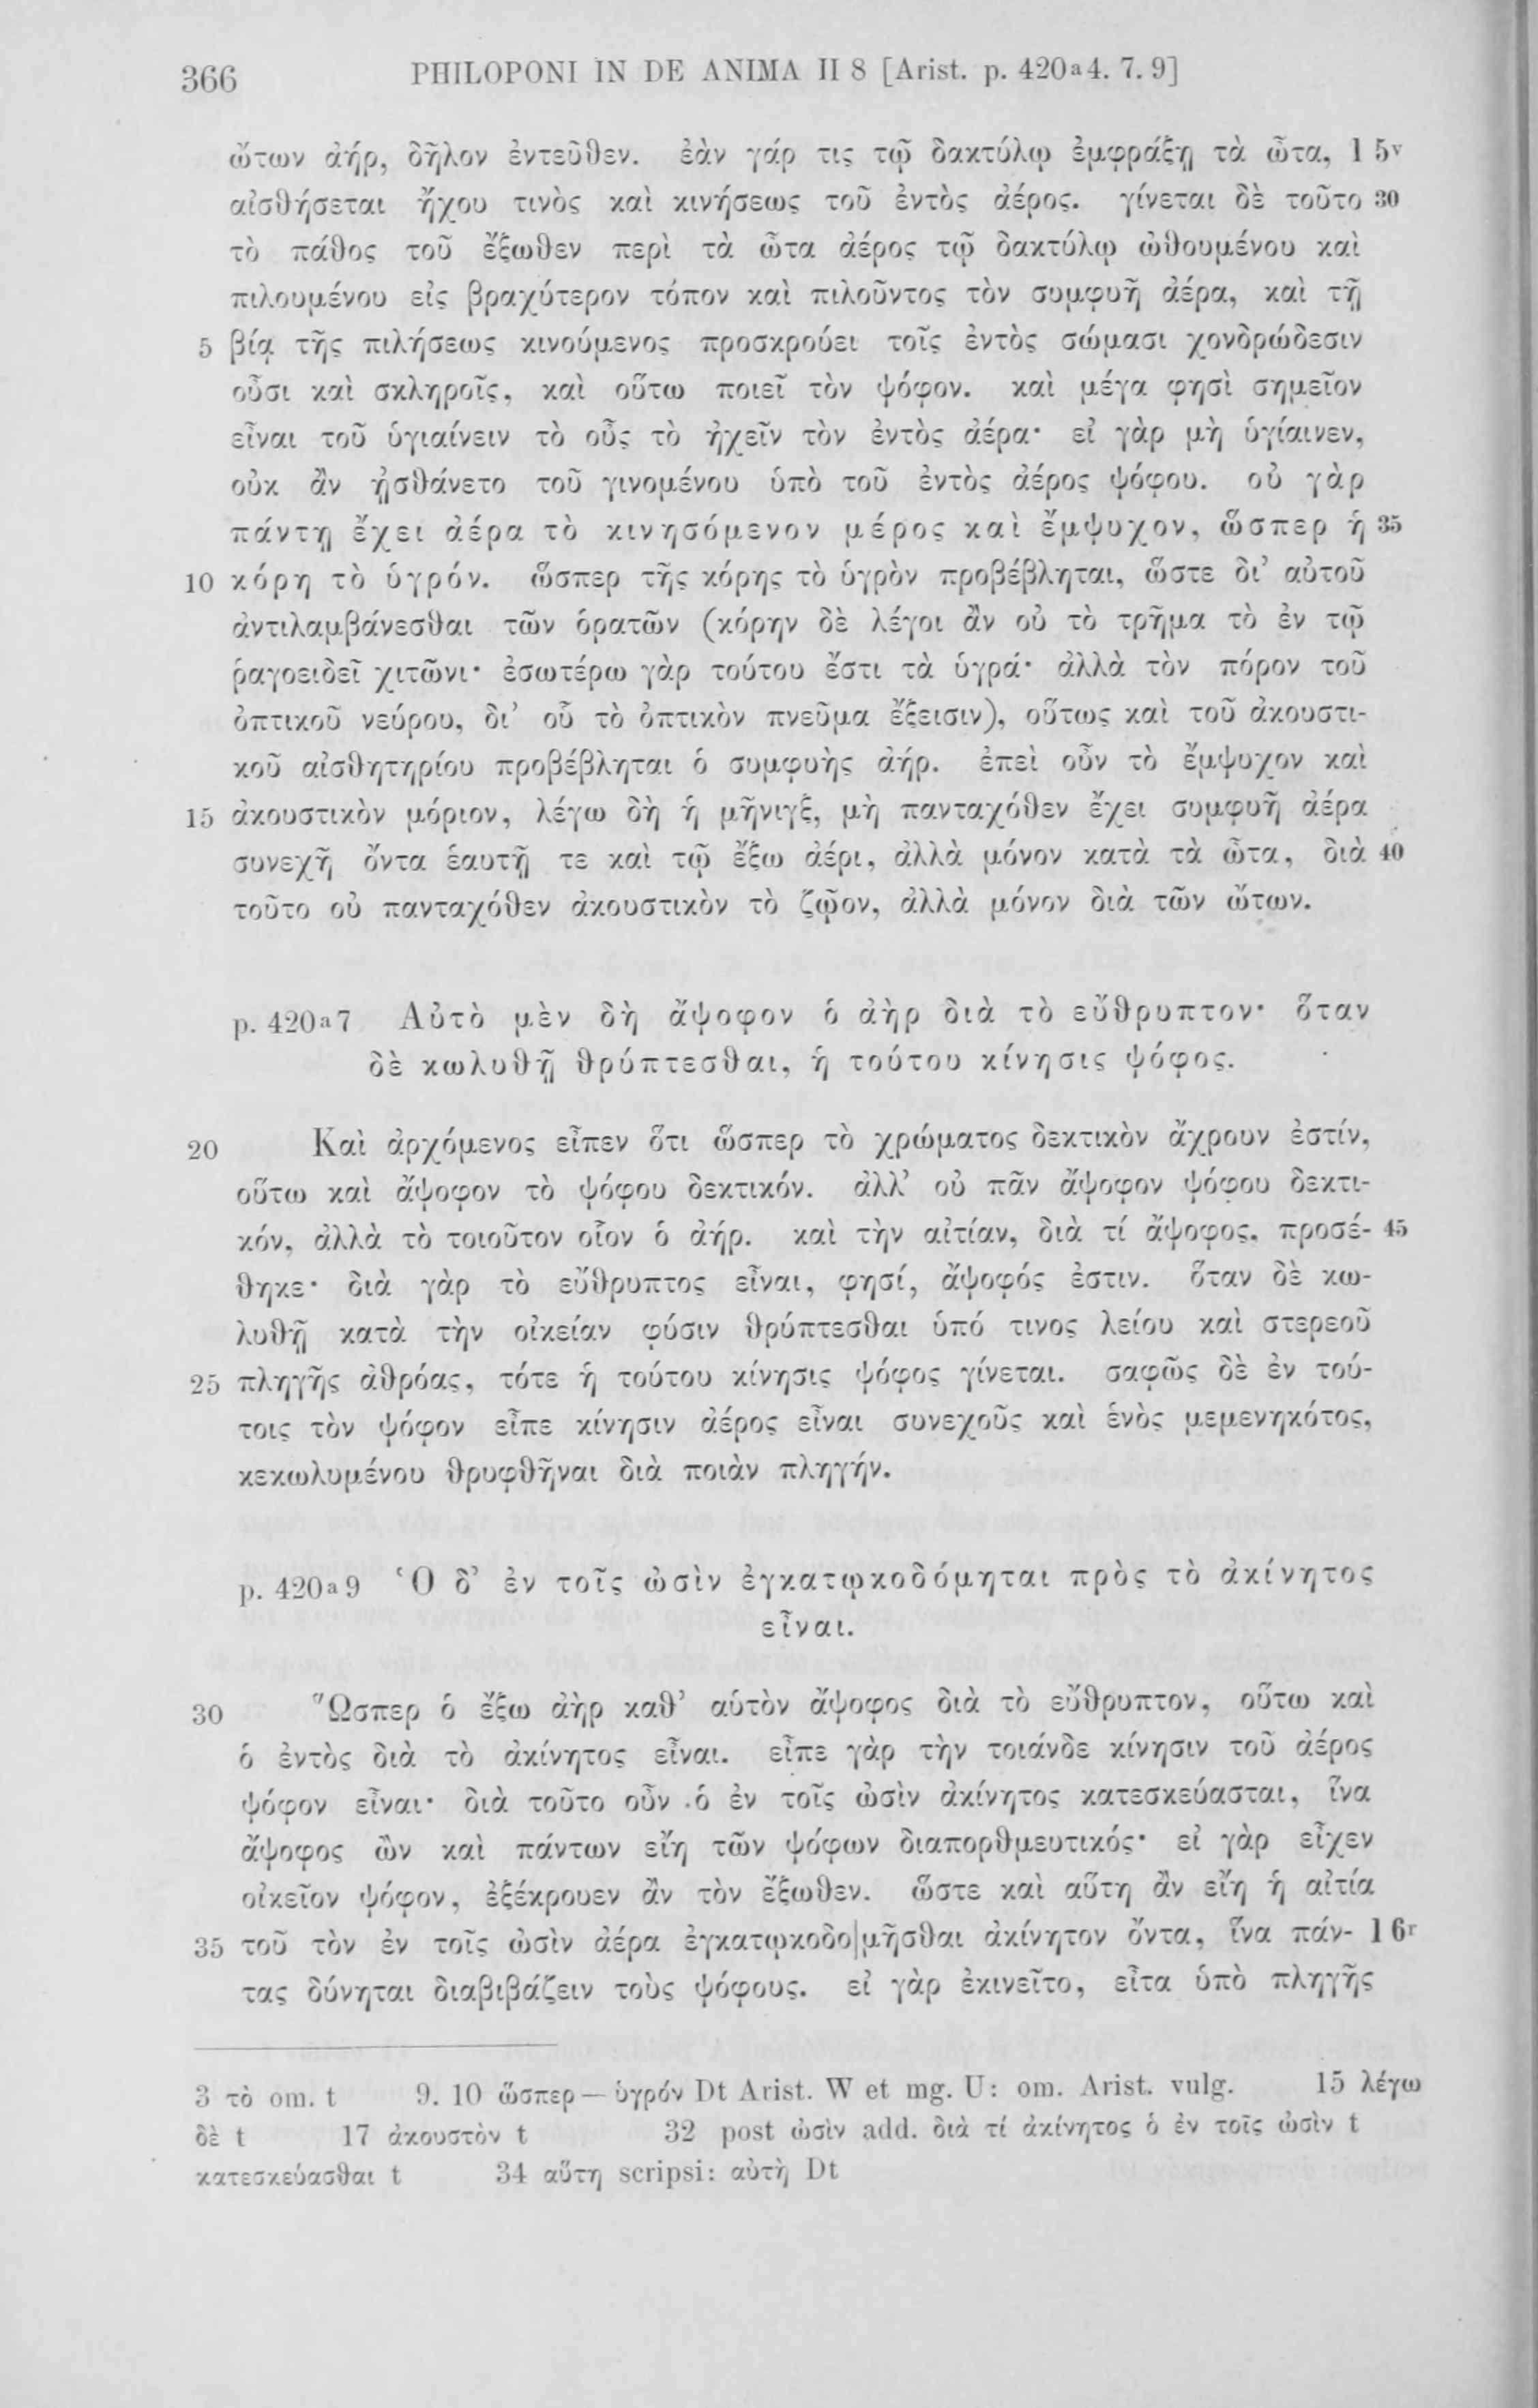 366 PHILOPONI IN DE ANIMA II 8 [Arist. p. 420a4. 7. 9]
ὤτων ἀήρ, δῆλον ἐντεῦθεν. ἐὰν γάρ τις τῷ δακτύλῳ ἐμφράξῃ τὰ ὦτα, 15v
αἰσθήσεται ἤχου τινὸς καὶ κινήσεως τοῦ ἐντὸς ἀέρος. γίνεται δὲ τοῦτο 30
τὸ πάθος τοῦ ἔξωθεν περὶ τὰ ὦτα ἀέρος τῷ δακτύλῳ ὠθουμένου καὶ
πιλουμένου εἰς βραχύτερον τόπον καὶ πιλοῦντος τὸν συμφυῆ ἀέρα, καὶ τῇ
5 βίᾳ τῆς πιλήσεως κινούμενος προσκρούει τοῖς ἐντὸς σώμασι χονδρώδεσιν
οὖσι καὶ σκληροῖς, καὶ οὕτω ποιεῖ τὸν ψόφον. καὶ μέγα φησὶ σημεῖον
εἶναι τοῦ ὑγιαίνειν τὸ οὖς τὸ ἠχεῖν τὸν ἐντὸς ἀέρα· εἰ γὰρ μὴ ὑγίαινεν,
οὐκ ἂν ᾐσθάνετο τοῦ γινομένου ὑπὸ τοῦ ἐντὸς ἀέρος ψόφου. οὐ γὰρ
πάντῃ ἔχει ἀέρα τὸ κινησόμενον μέρος καὶ ἔμψυχον, ὥσπερ ἡ 35
10 κόρη τὸ ὑγρόν. ὥσπερ τῆς κόρης τὸ ὑγρὸν προβέβληται, ὥστε δι’ αὐτοῦ
ἀντιλαμβάνεσθαι τῶν ὁρατῶν (κόρην δὲ λέγοι ἂν οὐ τὸ τρῆμα τὸ ἐν τῷ
ῥαγοειδεῖ χιτῶνι· ἐσωτέρω γὰρ τούτου ἔστι τὰ ὑγρά· ἀλλὰ τὸν πόρον τοῦ
ὀπτικοῦ νεύρου, δι’ οὗ τὸ ὀπτικὸν πνεῦμα ἔξεισιν), οὕτως καὶ τοῦ ἀκουστι-
κοῦ αἰσθητηρίου προβέβληται ὁ συμφυὴς ἀήρ. ἐπεὶ οὖν τὸ ἔμψυχον καὶ
15 ἀκουστικὸν μόριον, λέγω δὴ ἡ μῆνιγξ, μὴ πανταχόθεν ἔχει συμφυῆ ἀέρα
συνεχῆ ὄντα ἑαυτῇ τε καὶ τῷ ἔξω ἀέρι, ἀλλὰ μόνον κατὰ τὰ ὦτα, διὰ 40
τοῦτο οὐ πανταχόθεν ἀκουστικὸν τὸ ζῷον, ἀλλὰ μόνον διὰ τῶν ὤτων.
p. 420a7 Αὐτὸ μὲν δὴ ἄψοφον ὁ ἀὴρ διὰ τὸ εὔθρυπτον· ὅταν
δὲ κωλυθῇ θρύπτεσθαι, ἡ τούτου κίνησις ψόφος.
20 Καὶ ἀρχόμενος εἶπεν ὅτι ὥσπερ τὸ χρώματος δεκτικὸν ἄχρουν ἐστίν,
οὕτω καὶ ἄψοφον τὸ ψόφου δεκτικόν. ἀλλ’ οὐ πᾶν ἄψοφον ψόφου δεκτι-
κόν, ἀλλὰ τὸ τοιοῦτον οἷον ὁ ἀήρ. καὶ τὴν αἰτίαν, διὰ τί ἄψοφος, προσέ- 45
θηκε· διὰ γὰρ τὸ εὔθρυπτος εἶναι, φησί, ἄψοφός ἐστιν. ὅταν δὲ κω-
λυθῇ κατὰ τὴν οἰκείαν φύσιν θρύπτεσθαι ὑπό τινος λείου καὶ στερεοῦ
25 πληγῆς ἀθρόας, τότε ἡ τούτου κίνησις ψόφος γίνεται. σαφῶς δὲ ἐν τού-
τοις τὸν ψόφον εἶπε κίνησιν ἀέρος εἶναι συνεχοῦς καὶ ἑνὸς μεμενηκότος,
κεκωλυμένου θρυφθῆναι διὰ ποιὰν πληγήν.
p. 420a9 Ὁ δ’ ἐν τοῖς ὠσὶν ἐγκατῳκοδόμηται πρὸς τὸ ἀκίνητος
εἶναι.
30 Ὥσπερ ὁ ἔξω ἀὴρ καθ’ αὑτὸν ἄψοφος διὰ τὸ εὔθρυπτον, οὕτω καὶ
ὁ ἐντὸς διὰ τὸ ἀκίνητος εἶναι. εἶπε γὰρ τὴν τοιάνδε κίνησιν τοῦ ἀέρος
ψόφον εἶναι· διὰ τοῦτο οὖν ὁ ἐν τοῖς ὠσὶν ἀκίνητος κατεσκεύασται, ἵνα
ἄψοφος ὢν καὶ πάντων εἴη τῶν ψόφων διαπορθμευτικός· εἰ γὰρ εἶχεν
οἰκεῖον ψόφον, ἐξέκρουεν ἂν τὸν ἔξωθεν. ὥστε καὶ αὕτη ἂν εἴη ἡ αἰτία
35 τοῦ τὸν ἐν τοῖς ὠσὶν ἀέρα ἐγκατῳκοδο|μῆσθαι ἀκίνητον ὄντα, ἵνα πάν- 16r
τας δύνηται διαβιβάζειν τοὺς ψόφους. εἰ γὰρ ἐκινεῖτο, εἶτα ὑπὸ πληγῆς
3 τὸ om. t 9. 10 ὥσπερ — ὑγρόν Dt Arist. W et mg. U: om. Arist. vulg. 15 λέγω
δὲ t 17 ἀκουστὸν t 32 post ὠσὶν add. διὰ τί ἀκίνητος ὁ ἐν τοῖς ὠσὶν t
κατεσκεύασθαι t 34 αὕτη scripsi: αὐτὴ Dt